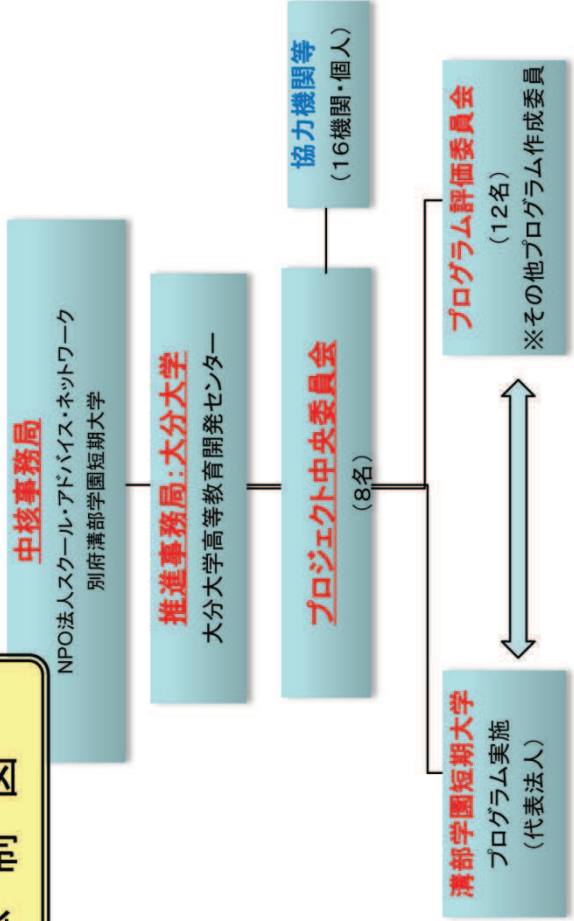 制図
中核事務局
NPO法人スクール・アドバイス・ネットワーク
別府溝部学園短期大学
推進事務局:大分大学
大分大学高等教育開発センター
プロジェクト中央委員会
(8名)
協力機関等
(16機関・個人)
溝部学園短期大学
プログラム実施
(代表法人)
プログラム評価委員会
(12名)
※その他プログラム作成委員